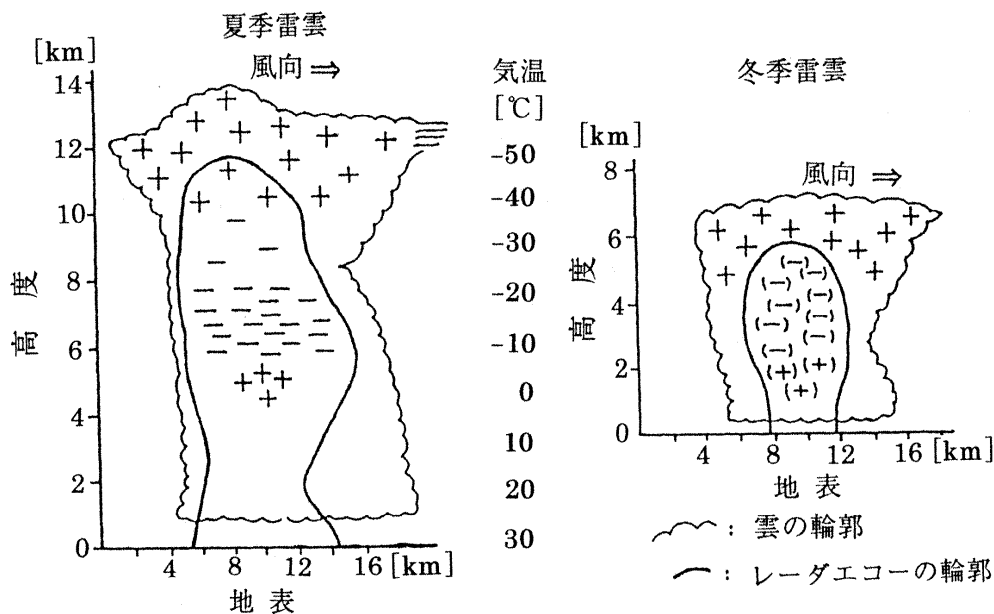 夏季雷雲
[km]
風向 ⇒
14
12
10
8
6
4
2
0
高度
4 8 12 16 [km]
地表
気温
[℃]
-50
-40
-30
-20
-10
0
10
20
30
冬季雷雲
[km]
風向 ⇒
8
6
4
2
0
高度
4 8 12 16 [km]
地表
: 雲の輪郭
: レーダエコーの輪郭